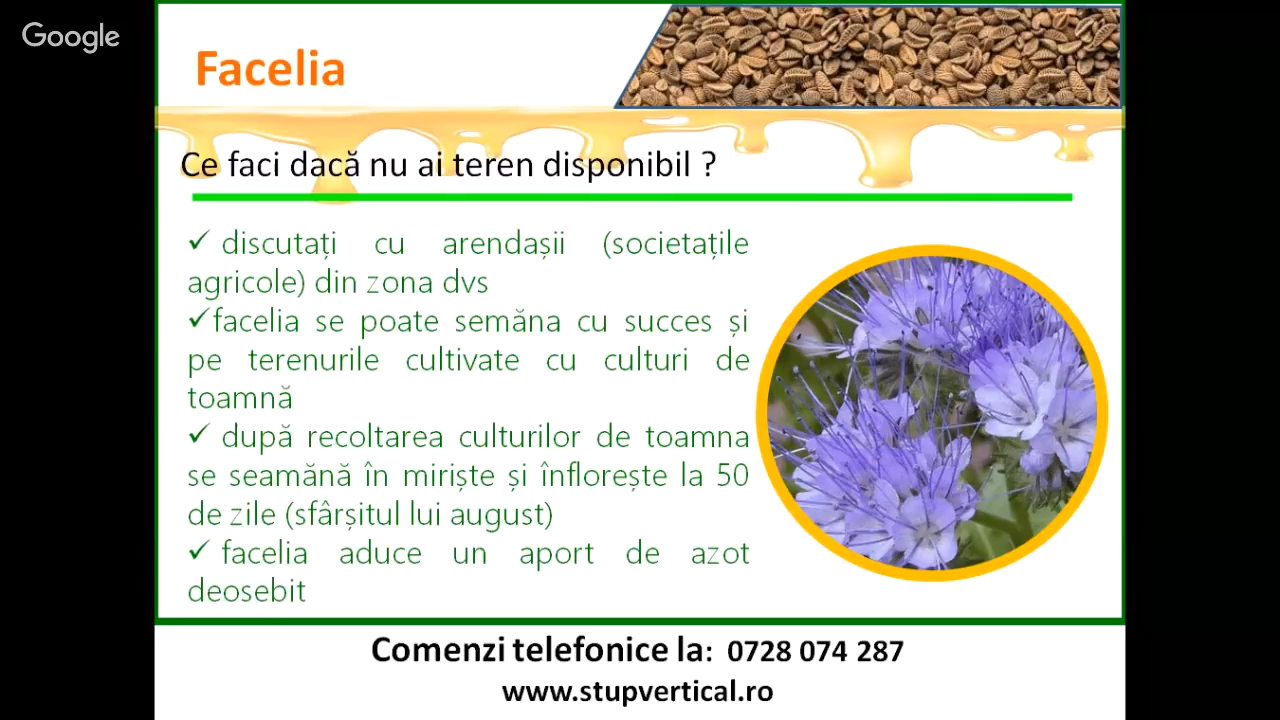 Google
Facelia
Ce faci dacă nu ai teren disponibil ?
✓ discutați cu arendașii (societațile
agricole) din zona dvs
✓facelia se poate semăna cu succes și
pe terenurile cultivate cu culturi de
toamnă
✓ după recoltarea culturilor de toamna
se seamănă în miriște și înflorește la 50
de zile (sfârșitul lui august)
✓ facelia aduce un aport de azot
deosebit
Comenzi telefonice la: 0728 074 287
www.stupvertical.ro